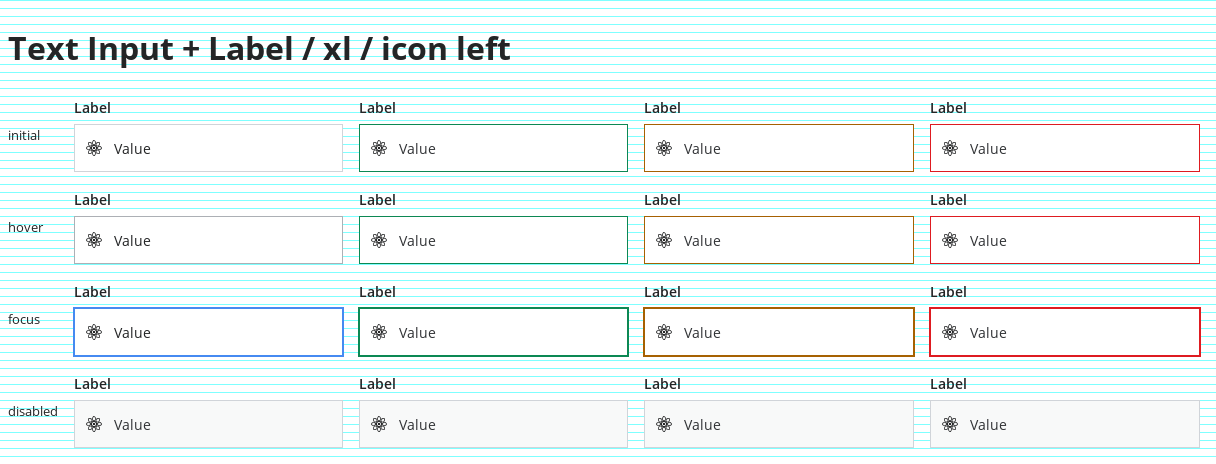 Text Input + Label / xl / icon left
Label Label Label Label
initial Value Value Value Value
Label Label Label Label
hover Value Value Value Value
Label Label Label Label
focus Value Value Value Value
Label Label Label Label
disabled Value Value Value Value